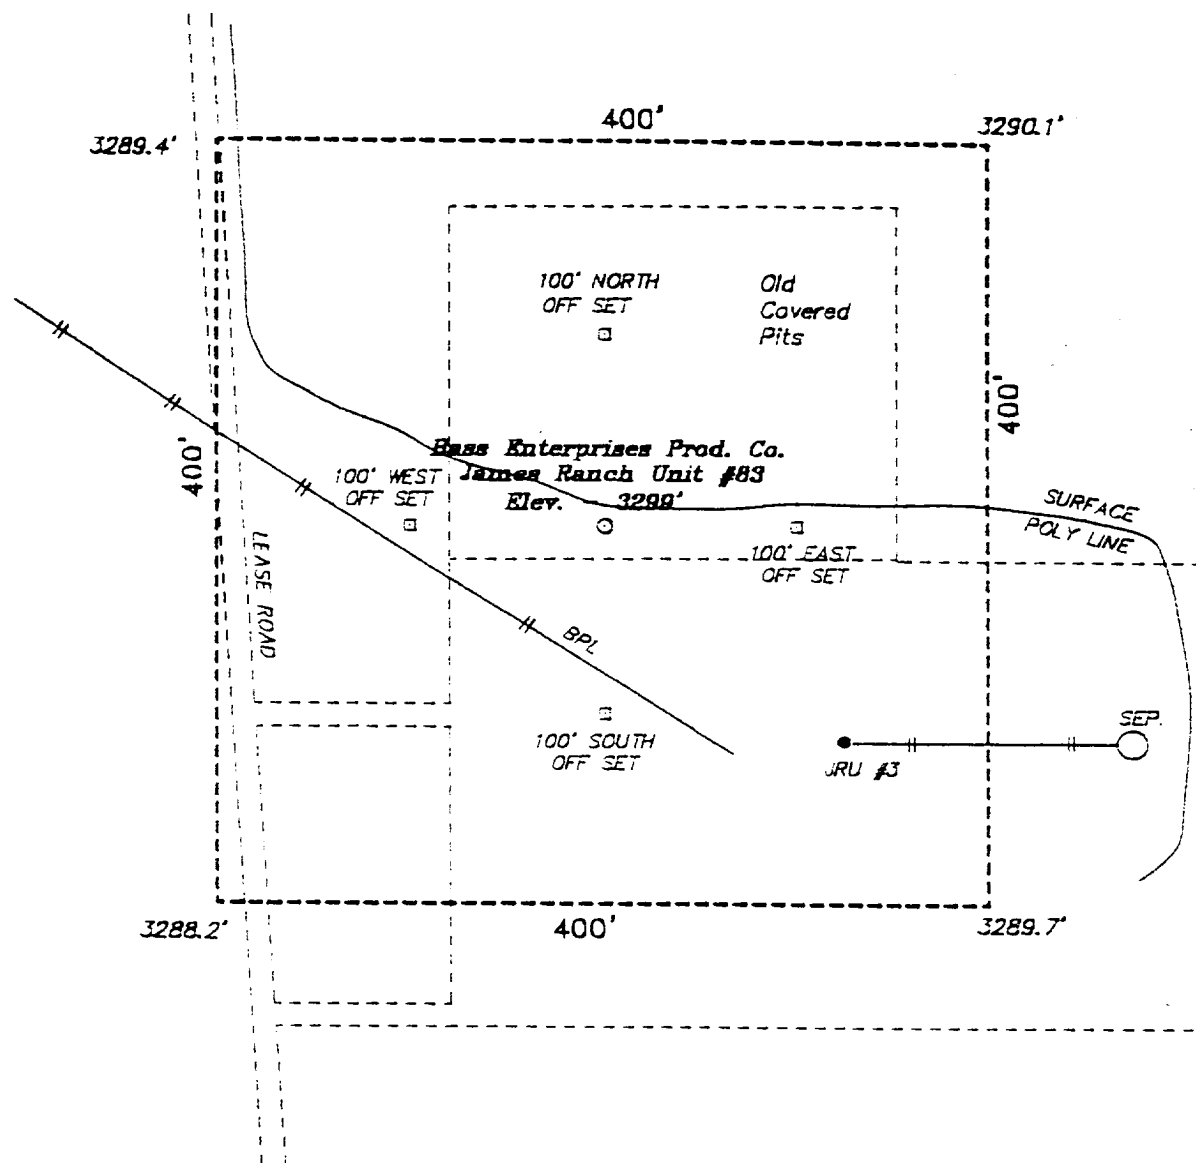 400'
3289.4'
3290.1'
100' NORTH
OFF SET
Old
Covered
Pits
400'
400'
Bass Enterprises Prod. Co.
James Ranch Unit #83
Elev. 3299'
100' WEST
OFF SET
SURFACE
POLY LINE
100' EAST
OFF SET
LEASE ROAD
BPL
100' SOUTH
OFF SET
SEP.
JRU #3
3288.2'
400'
3289.7'